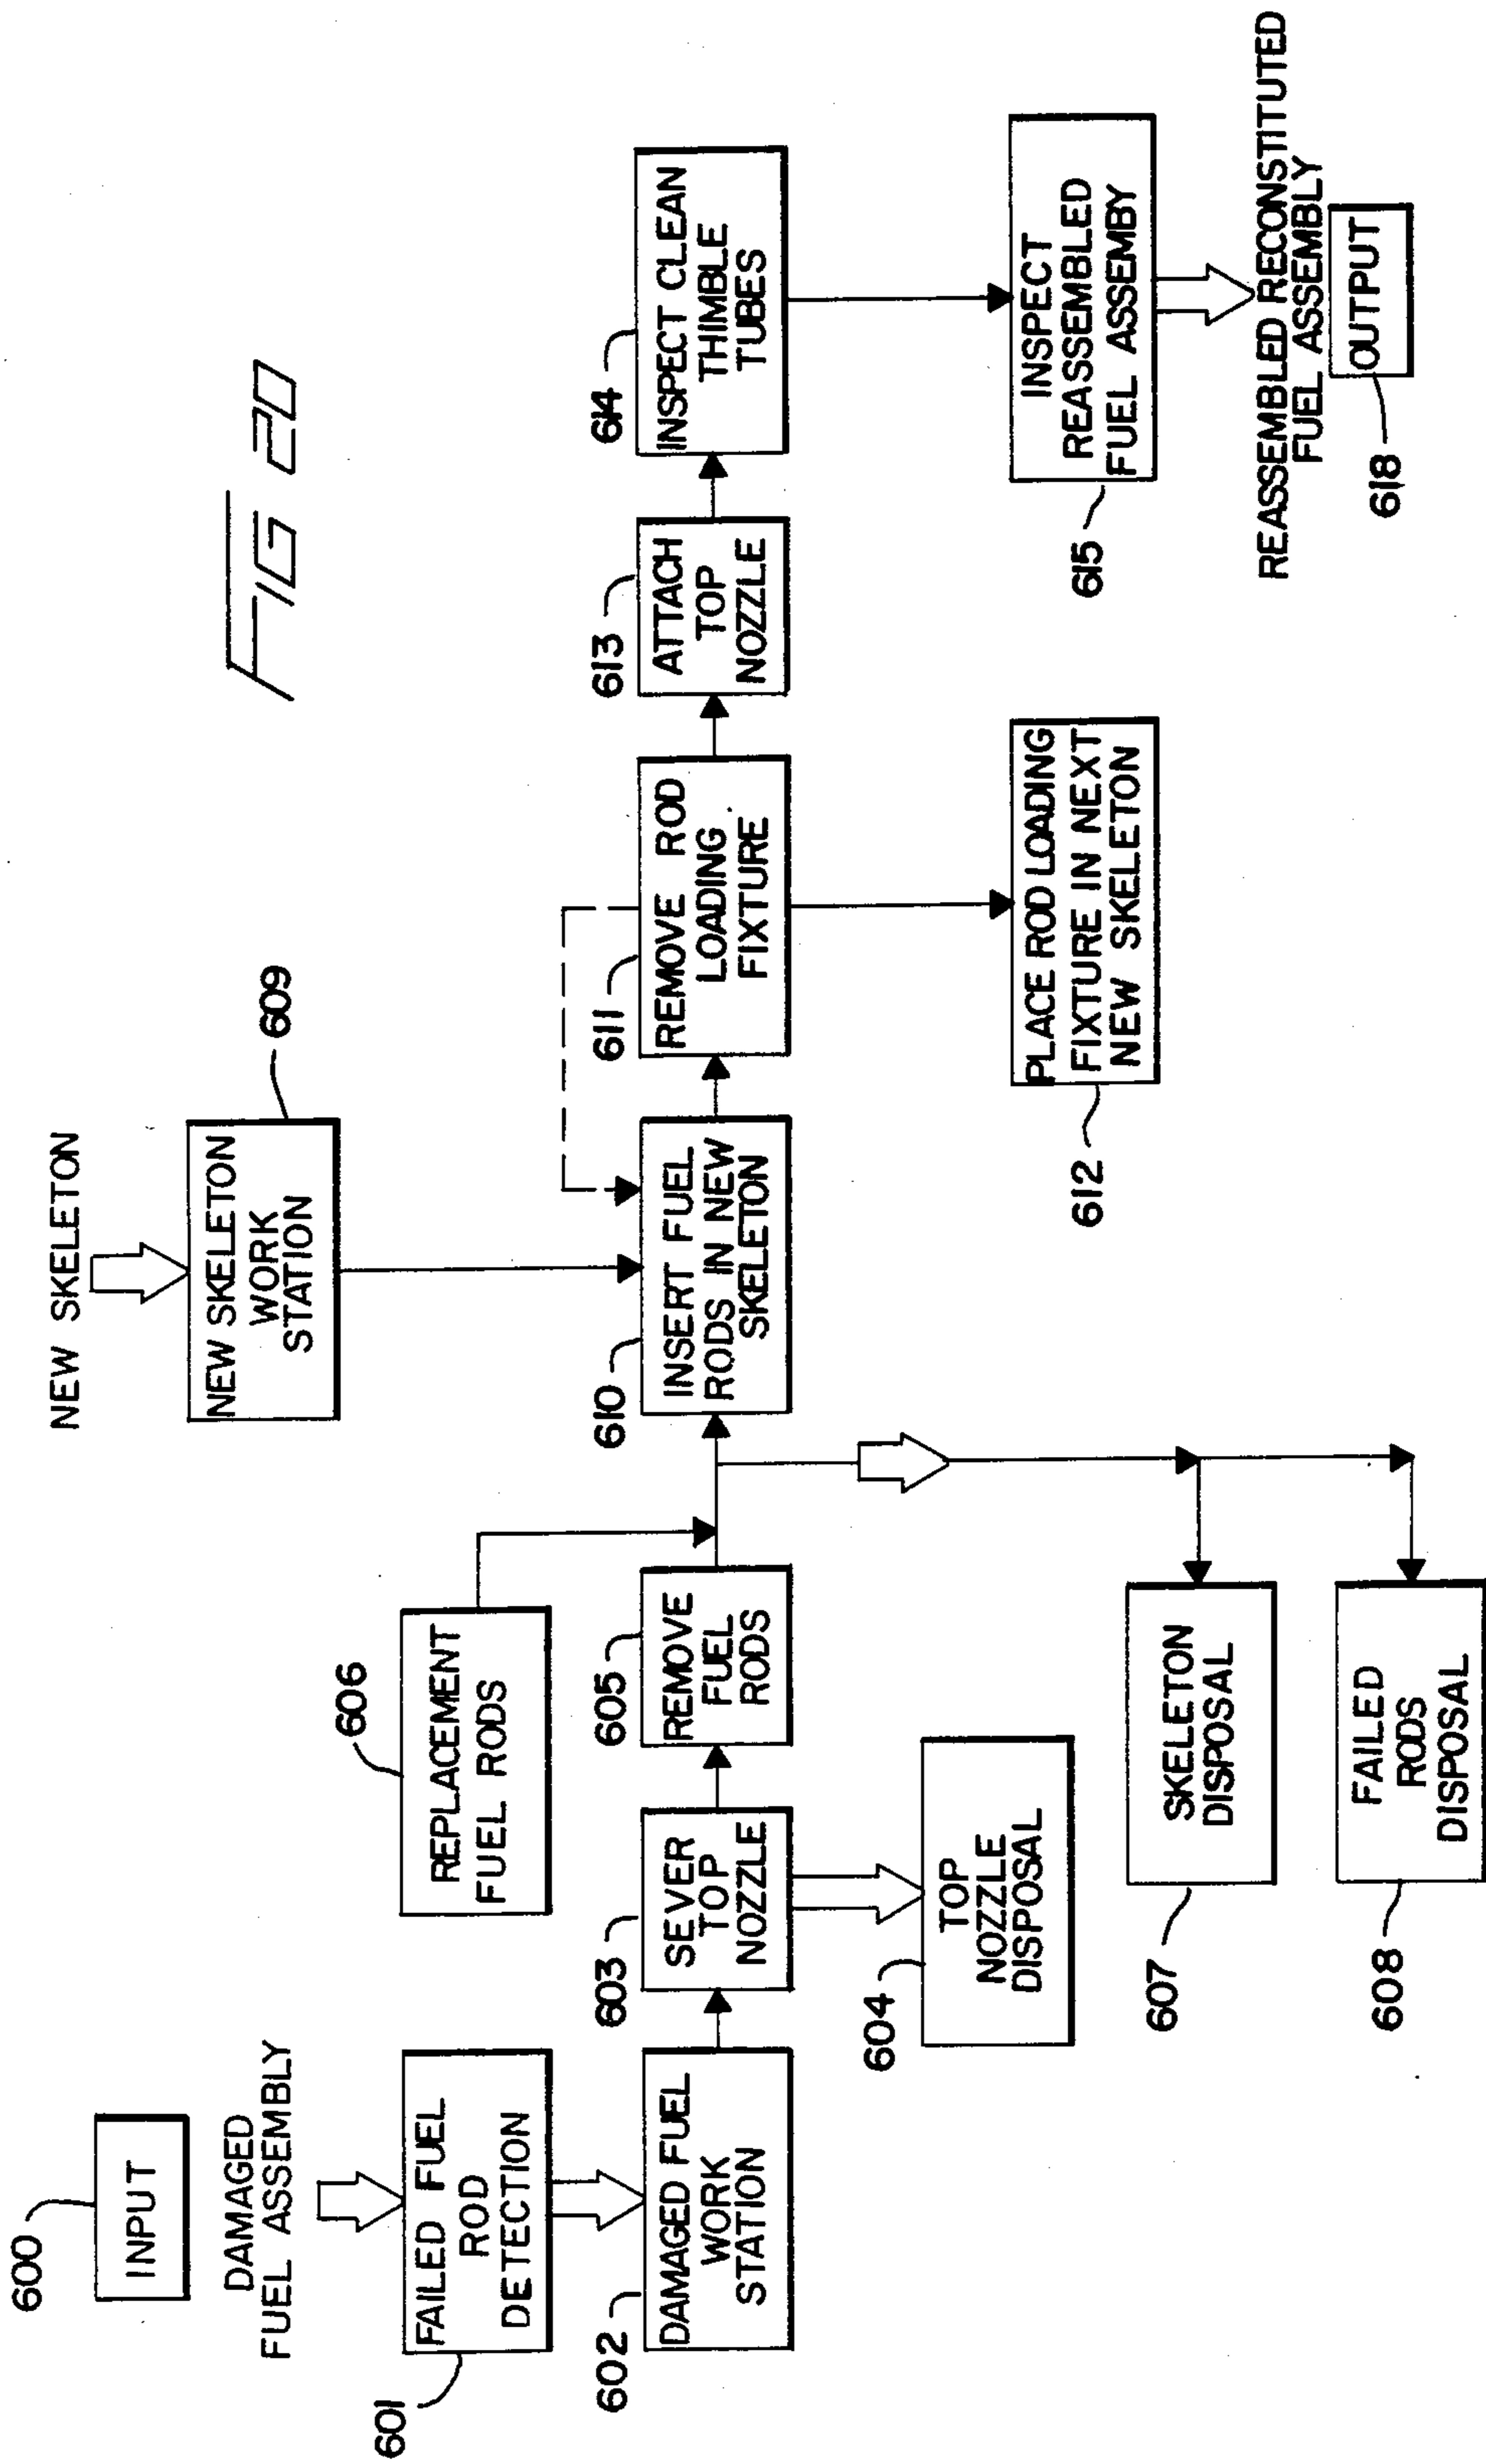 FIG 20
600
INPUT
DAMAGED
FUEL ASSEMBLY
601
FAILED FUEL
ROD
DETECTION
602
DAMAGED FUEL
WORK
STATION
603
SEVER
TOP
NOZZLE
604
TOP
NOZZLE
DISPOSAL
605
REMOVE
FUEL
RODS
606
REPLACEMENT
FUEL RODS
607
SKELETON
DISPOSAL
608
FAILED
RODS
DISPOSAL
NEW SKELETON
609
NEW SKELETON
WORK
STATION
610
INSERT FUEL
RODS IN NEW
SKELETON
611
REMOVE ROD
LOADING
FIXTURE
612
PLACE ROD LOADING
FIXTURE IN NEXT
NEW SKELETON
613
ATTACH
TOP
NOZZLE
614
INSPECT CLEAN
THIMBLE
TUBES
615
INSPECT
REASSEMBLED
FUEL ASSEMBY
REASSEMBLED RECONSTITUTED
FUEL ASSEMBLY
618
OUTPUT